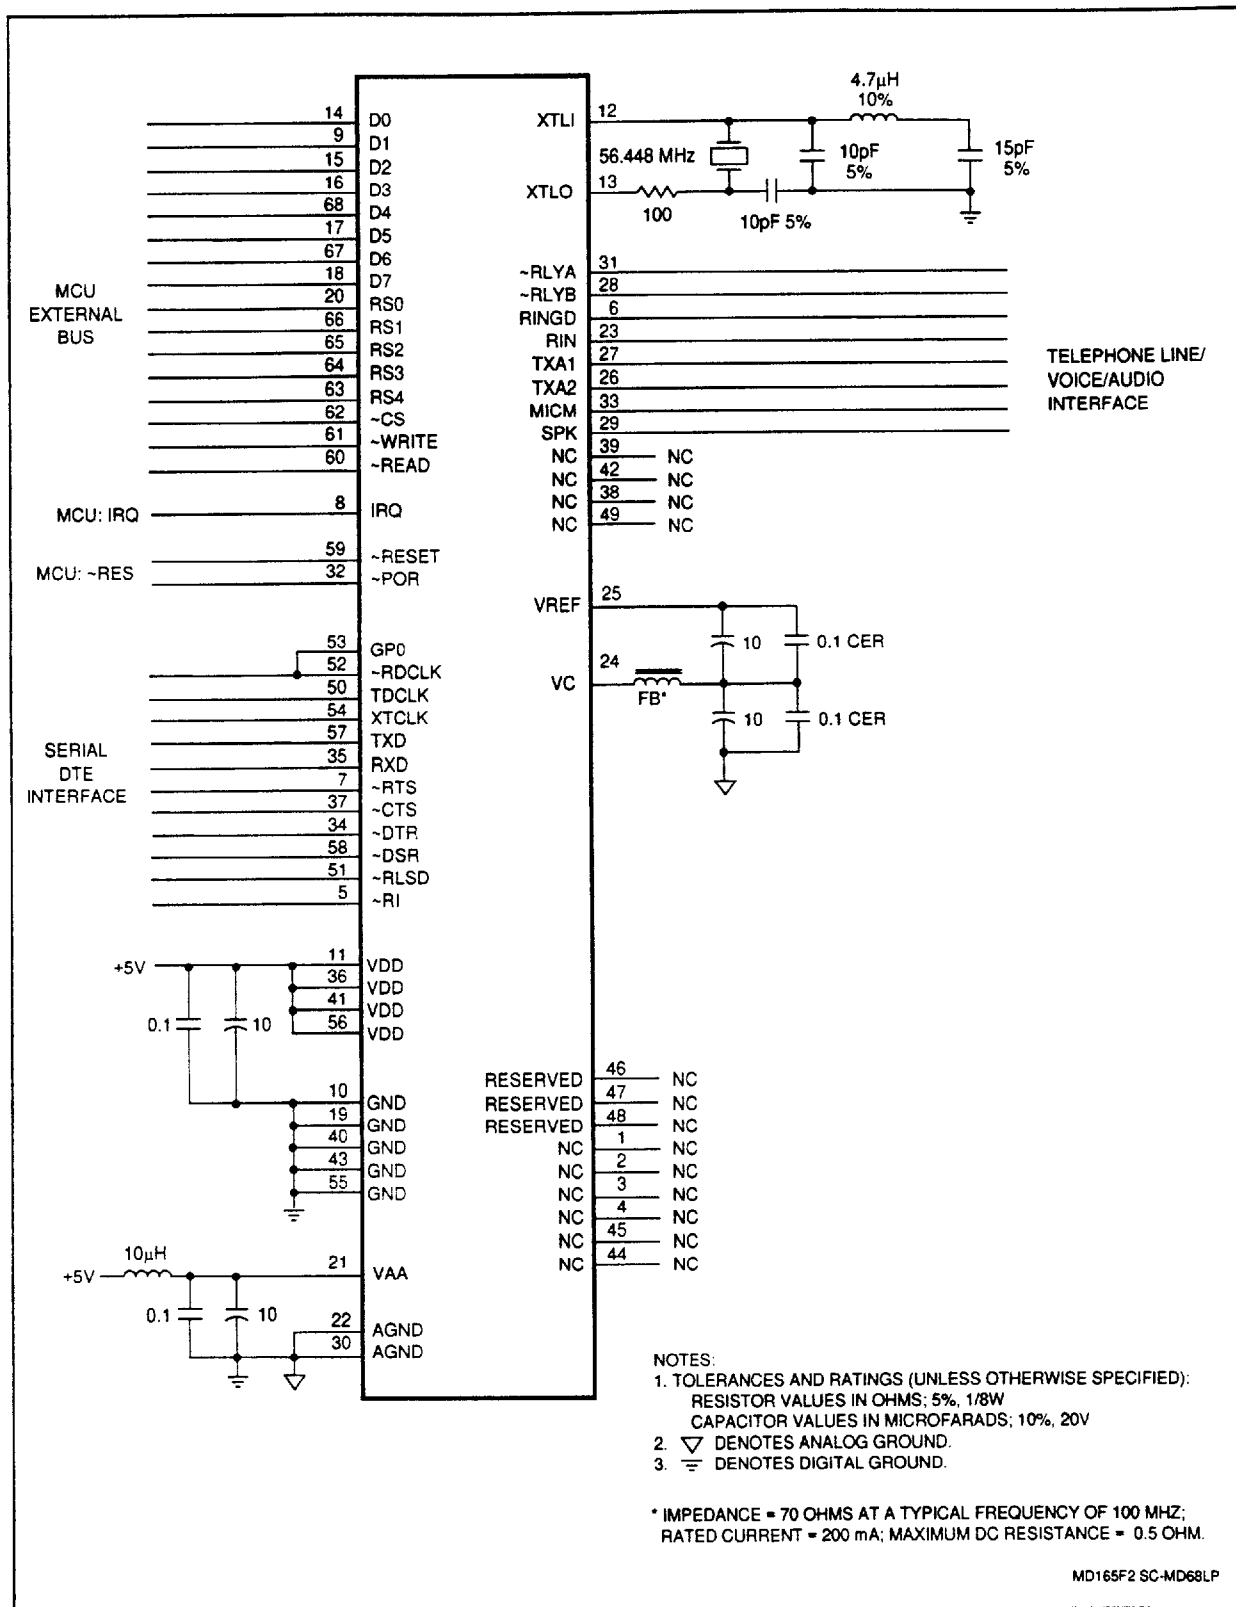 14 D0
9 D1
15 D2
16 D3
68 D4
17 D5
67 D6
18 D7
20 RS0
66 RS1
65 RS2
64 RS3
63 RS4
62 ~CS
61 ~WRITE
60 ~READ
MCU
EXTERNAL
BUS
MCU: IRQ 8 IRQ
59 ~RESET
MCU: ~RES 32 ~POR
53 GP0
52 ~RDCLK
50 TDCLK
54 XTCLK
57 TXD
35 RXD
7 ~RTS
37 ~CTS
34 ~DTR
58 ~DSR
51 ~RLSD
5 ~RI
SERIAL
DTE
INTERFACE
+5V 11 VDD
36 VDD
41 VDD
56 VDD
0.1 10
10 GND
19 GND
40 GND
43 GND
55 GND
10µH
+5V 21 VAA
0.1 10
22 AGND
30 AGND
4.7µH
10%
XTLI 12
56.448 MHz
10pF
5%
15pF
5%
XTLO 13
100
10pF 5%
~RLYA 31
~RLYB 28
RINGD 6
RIN 23
TXA1 27
TXA2 26
MICM 33
SPK 29
TELEPHONE LINE/
VOICE/AUDIO
INTERFACE
NC 39 NC
NC 42 NC
NC 38 NC
NC 49 NC
VREF 25
10 0.1 CER
VC 24
FB*
10 0.1 CER
RESERVED 46 NC
RESERVED 47 NC
RESERVED 48 NC
NC 1 NC
NC 2 NC
NC 3 NC
NC 4 NC
NC 45 NC
NC 44 NC
NOTES:
1. TOLERANCES AND RATINGS (UNLESS OTHERWISE SPECIFIED):
RESISTOR VALUES IN OHMS; 5%, 1/8W
CAPACITOR VALUES IN MICROFARADS; 10%, 20V
2. DENOTES ANALOG GROUND.
3. DENOTES DIGITAL GROUND.
* IMPEDANCE = 70 OHMS AT A TYPICAL FREQUENCY OF 100 MHZ;
RATED CURRENT = 200 mA; MAXIMUM DC RESISTANCE = 0.5 OHM.
MD165F2 SC-MD68LP